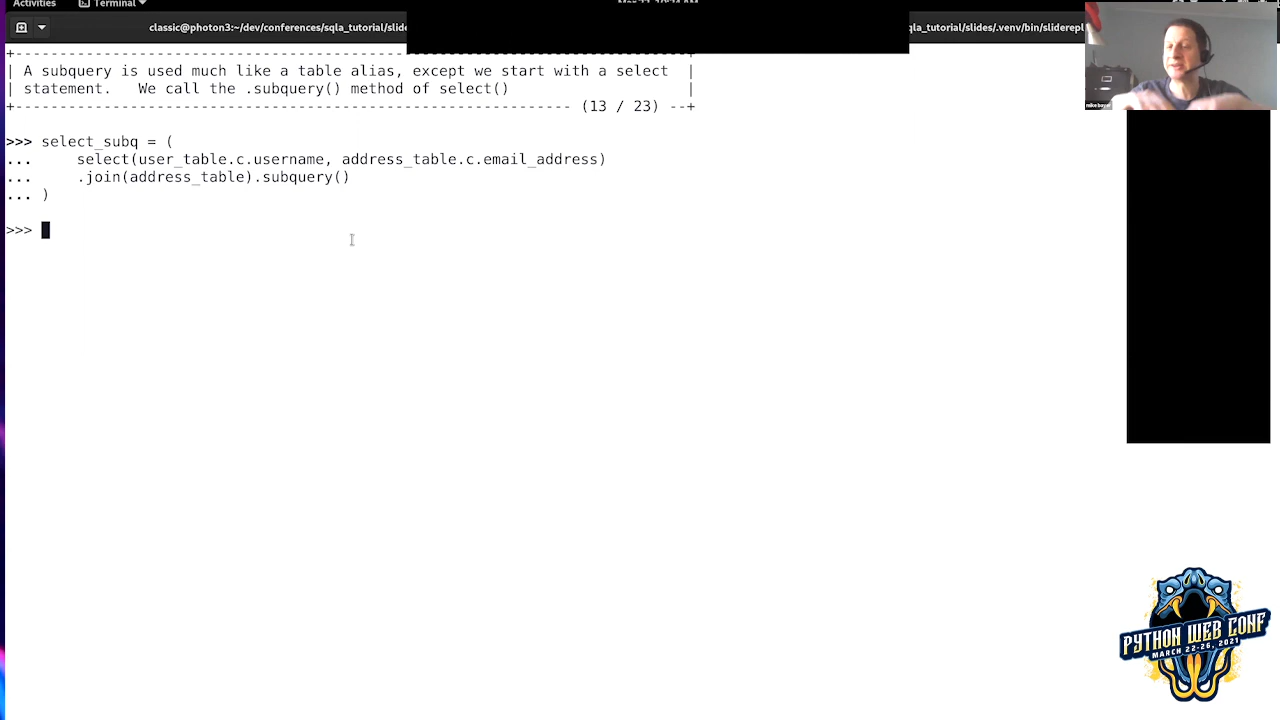 Activities
Terminal
classic@photon3:~/dev/conferences/sqla_tutorial/slide
qla_tutorial/slides/.venv/bin/sliderepl
+---------------------------------------------------------------------------+
| A subquery is used much like a table alias, except we start with a select |
| statement. We call the .subquery() method of select() |
+---------------------------------------------------------------- (13 / 23) --+
>>> select_subq = (
... select(user_table.c.username, address_table.c.email_address)
... .join(address_table).subquery()
... )
>>>
PYTHON WEB CONF
MARCH 22-26, 2021